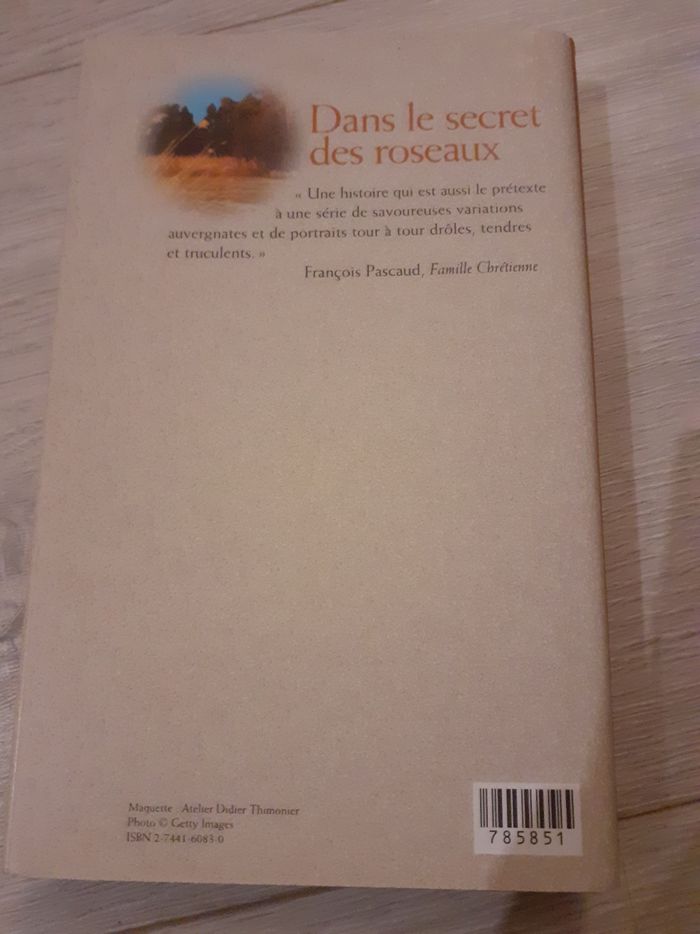 Dans le secret
des roseaux
« Une histoire qui est aussi le prétexte
à une série de savoureuses variations
auvergnates et de portraits tour à tour drôles, tendres
et truculents. »
François Pascaud, Famille Chrétienne
Maquette : Atelier Didier Thimonier
Photo © Getty Images
ISBN 2-7441-6083-0
785851